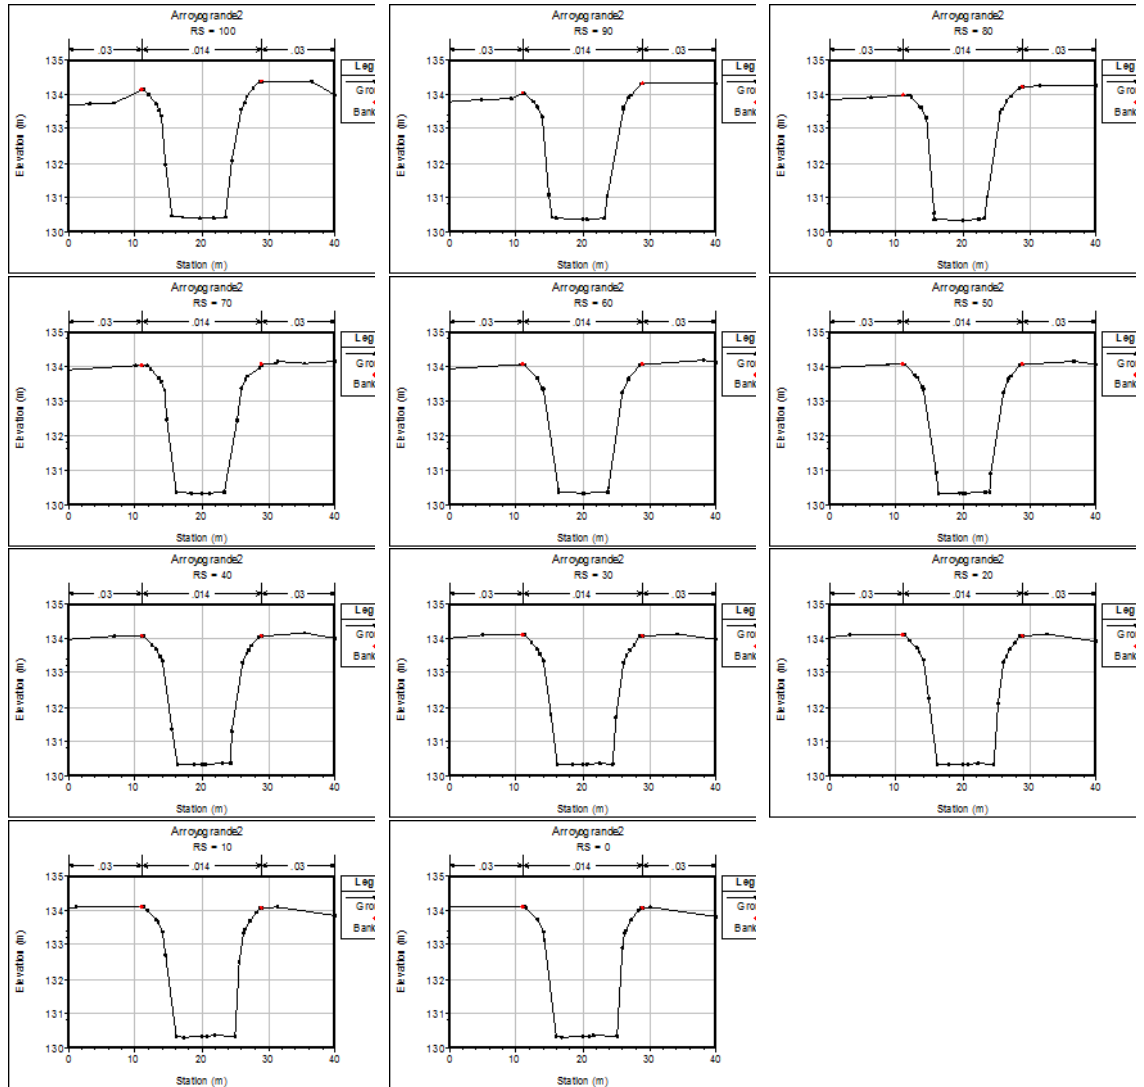 Arroyogrande2
RS = 100
.03 .014 .03
Leg
Gro
Bank
135
134
133
132
131
130
Elevation (m)
0 10 20 30 40
Station (m)
Arroyogrande2
RS = 90
.03 .014 .03
Leg
Gro
Bank
135
134
133
132
131
130
Elevation (m)
0 10 20 30 40
Station (m)
Arroyogrande2
RS = 80
.03 .014 .03
Leg
Gro
Bank
135
134
133
132
131
130
Elevation (m)
0 10 20 30 40
Station (m)
Arroyogrande2
RS = 70
.03 .014 .03
Leg
Gro
Bank
135
134
133
132
131
130
Elevation (m)
0 10 20 30 40
Station (m)
Arroyogrande2
RS = 60
.03 .014 .03
Leg
Gro
Bank
135
134
133
132
131
130
Elevation (m)
0 10 20 30 40
Station (m)
Arroyogrande2
RS = 50
.03 .014 .03
Leg
Gro
Bank
135
134
133
132
131
130
Elevation (m)
0 10 20 30 40
Station (m)
Arroyogrande2
RS = 40
.03 .014 .03
Leg
Gro
Bank
135
134
133
132
131
130
Elevation (m)
0 10 20 30 40
Station (m)
Arroyogrande2
RS = 30
.03 .014 .03
Leg
Gro
Bank
135
134
133
132
131
130
Elevation (m)
0 10 20 30 40
Station (m)
Arroyogrande2
RS = 20
.03 .014 .03
Leg
Gro
Bank
135
134
133
132
131
130
Elevation (m)
0 10 20 30 40
Station (m)
Arroyogrande2
RS = 10
.03 .014 .03
Leg
Gro
Bank
135
134
133
132
131
130
Elevation (m)
0 10 20 30 40
Station (m)
Arroyogrande2
RS = 0
.03 .014 .03
Leg
Gro
Bank
135
134
133
132
131
130
Elevation (m)
0 10 20 30 40
Station (m)